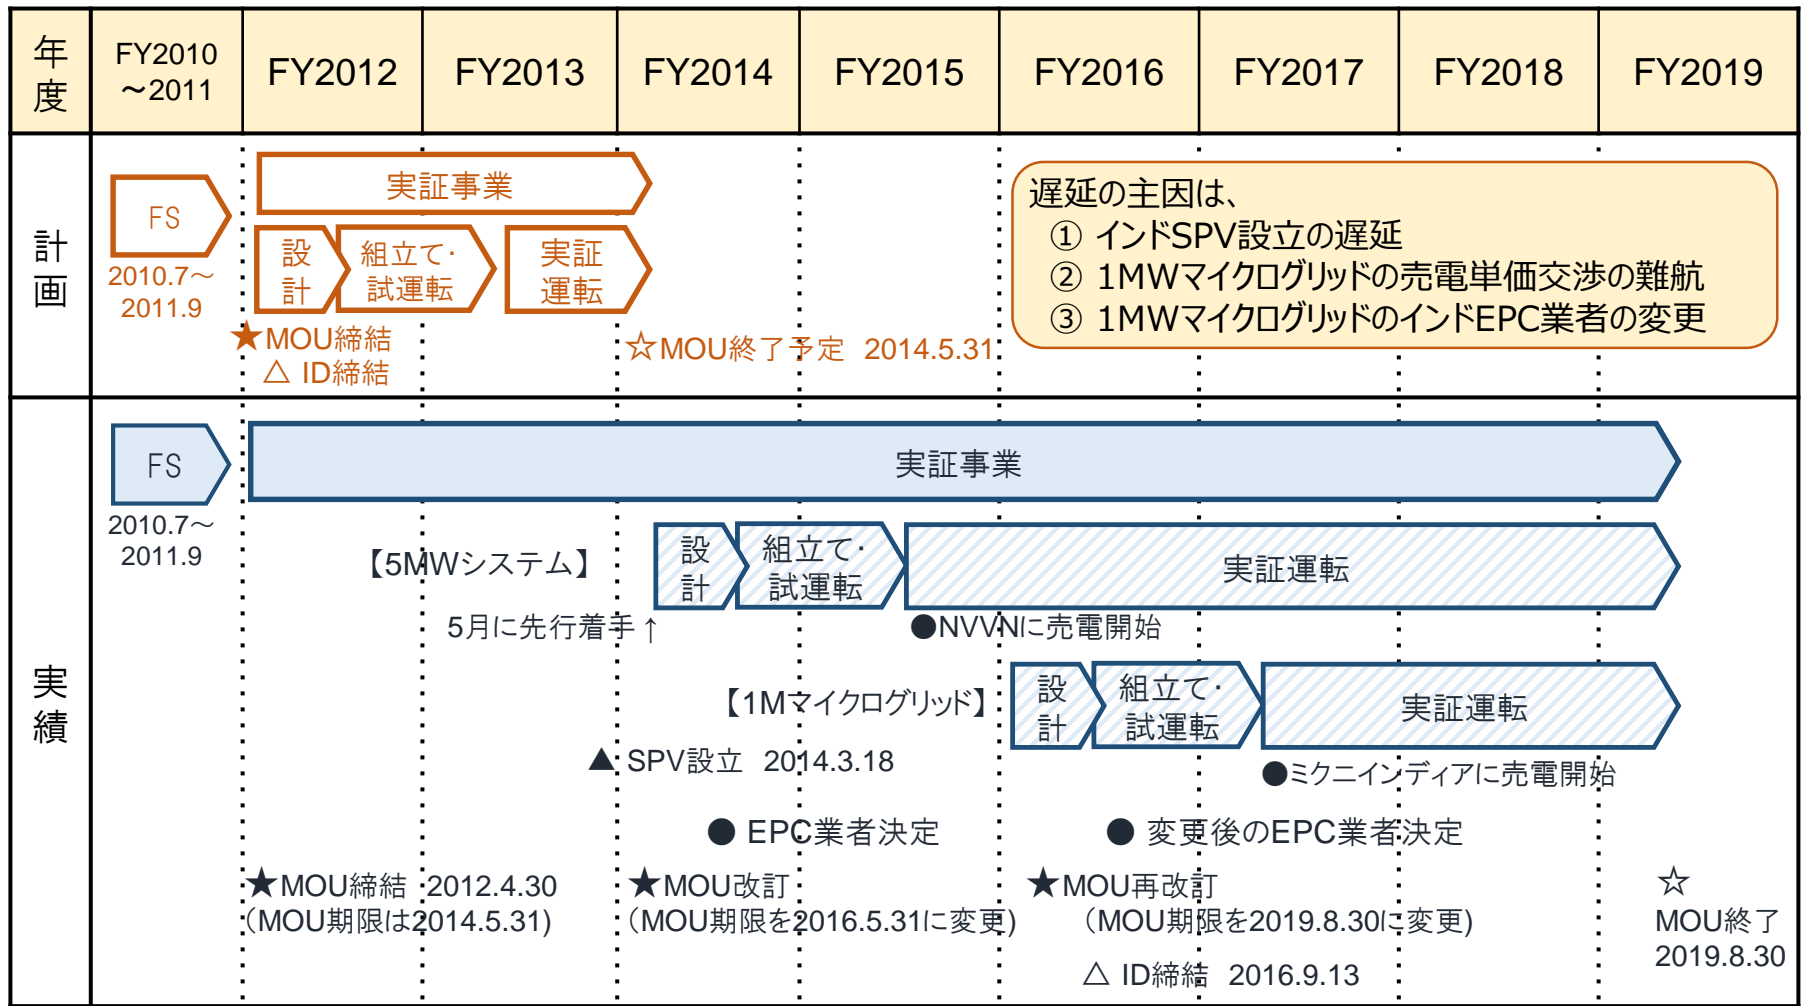 年度
FY2010
～2011
FY2012
FY2013
FY2014
FY2015
FY2016
FY2017
FY2018
FY2019
計画
FS
2010.7～
2011.9
実証事業
設計
組立て・
試運転
実証
運転
★MOU締結
△ ID締結
☆MOU終了予定 2014.5.31
遅延の主因は、
① インドSPV設立の遅延
② 1MWマイクログリッドの売電単価交渉の難航
③ 1MWマイクログリッドのインドEPC業者の変更
実績
FS
2010.7～
2011.9
実証事業
【5MWシステム】
設計
組立て・
試運転
実証運転
5月に先行着手↑
●NVVNに売電開始
【1Mマイクログリッド】
設計
組立て・
試運転
実証運転
▲ SPV設立 2014.3.18
●ミクニインディアに売電開始
● EPC業者決定
● 変更後のEPC業者決定
★MOU締結 2012.4.30
（MOU期限は2014.5.31)
★MOU改訂
（MOU期限を2016.5.31に変更)
★MOU再改訂
（MOU期限を2019.8.30に変更)
△ ID締結 2016.9.13
☆
MOU終了
2019.8.30